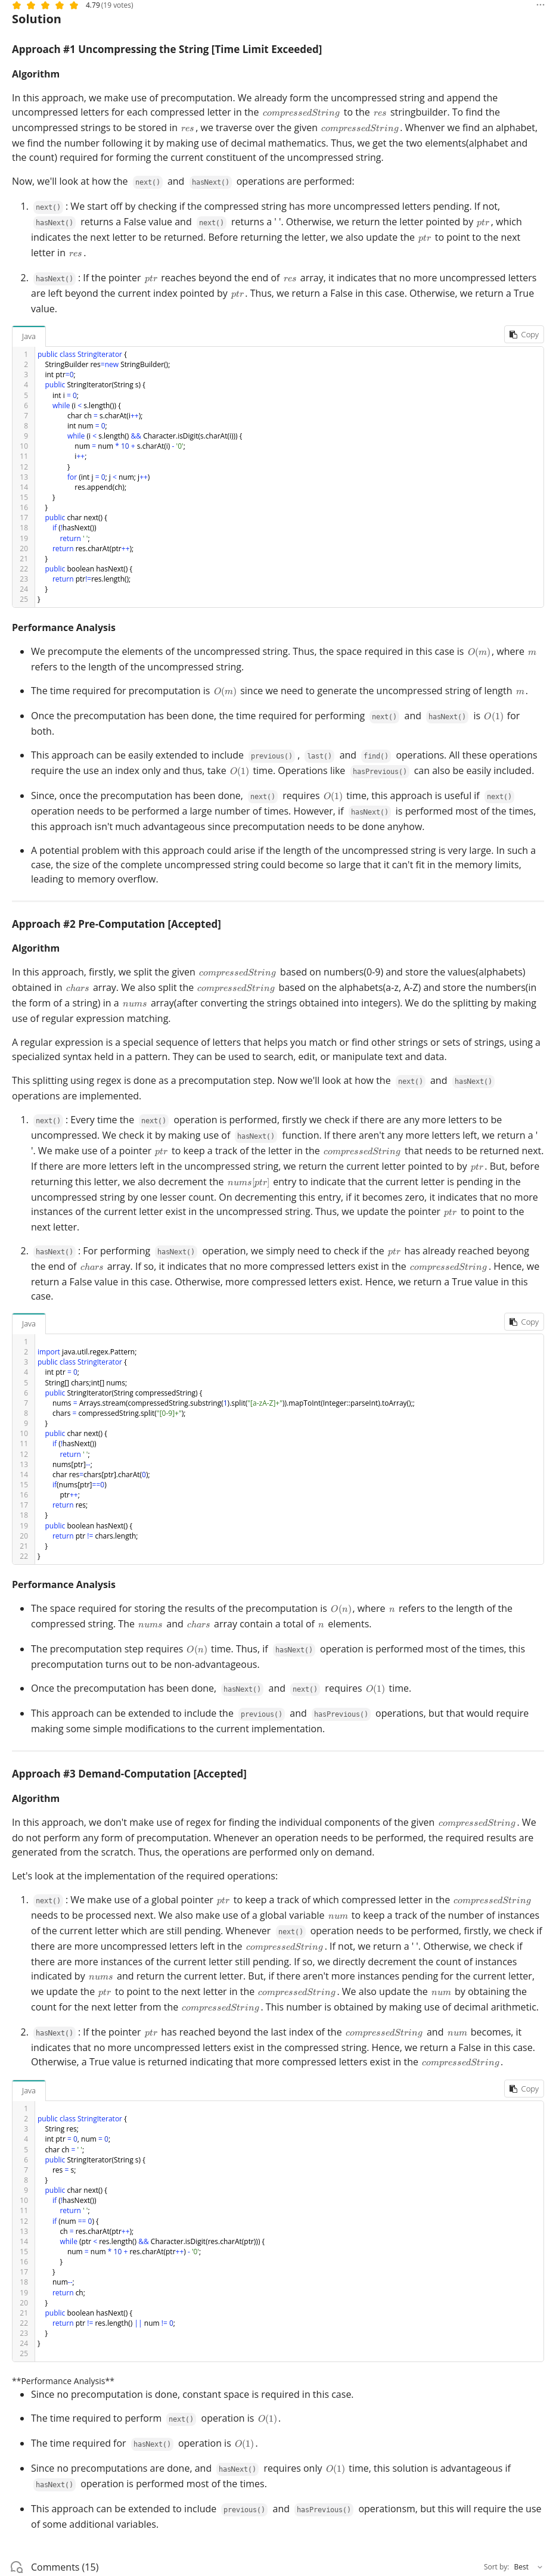 4.79 (19 votes)
Solution
Approach #1 Uncompressing the String [Time Limit Exceeded]
Algorithm
In this approach, we make use of precomputation. We already form the uncompressed string and append the
uncompressed letters for each compressed letter in the compressedString to the res stringbuilder. To find the
uncompressed strings to be stored in res, we traverse over the given compressedString. Whenver we find an alphabet,
we find the number following it by making use of decimal mathematics. Thus, we get the two elements(alphabet and
the count) required for forming the current constituent of the uncompressed string.
Now, we'll look at how the next() and hasNext() operations are performed:
1. next() : We start off by checking if the compressed string has more uncompressed letters pending. If not,
hasNext() returns a False value and next() returns a ' '. Otherwise, we return the letter pointed by ptr, which
indicates the next letter to be returned. Before returning the letter, we also update the ptr to point to the next
letter in res.
2. hasNext() : If the pointer ptr reaches beyond the end of res array, it indicates that no more uncompressed letters
are left beyond the current index pointed by ptr. Thus, we return a False in this case. Otherwise, we return a True
value.
Java
Copy
1 public class StringIterator {
2 StringBuilder res=new StringBuilder();
3 int ptr=0;
4 public StringIterator(String s) {
5 int i = 0;
6 while (i < s.length()) {
7 char ch = s.charAt(i++);
8 int num = 0;
9 while (i < s.length() && Character.isDigit(s.charAt(i))) {
10 num = num * 10 + s.charAt(i) - '0';
11 i++;
12 }
13 for (int j = 0; j < num; j++)
14 res.append(ch);
15 }
16 }
17 public char next() {
18 if (!hasNext())
19 return ' ';
20 return res.charAt(ptr++);
21 }
22 public boolean hasNext() {
23 return ptr!=res.length();
24 }
25 }
Performance Analysis
• We precompute the elements of the uncompressed string. Thus, the space required in this case is O(m), where m
refers to the length of the uncompressed string.
• The time required for precomputation is O(m) since we need to generate the uncompressed string of length m.
• Once the precomputation has been done, the time required for performing next() and hasNext() is O(1) for
both.
• This approach can be easily extended to include previous() , last() and find() operations. All these operations
require the use an index only and thus, take O(1) time. Operations like hasPrevious() can also be easily included.
• Since, once the precomputation has been done, next() requires O(1) time, this approach is useful if next()
operation needs to be performed a large number of times. However, if hasNext() is performed most of the times,
this approach isn't much advantageous since precomputation needs to be done anyhow.
• A potential problem with this approach could arise if the length of the uncompressed string is very large. In such a
case, the size of the complete uncompressed string could become so large that it can't fit in the memory limits,
leading to memory overflow.
Approach #2 Pre-Computation [Accepted]
Algorithm
In this approach, firstly, we split the given compressedString based on numbers(0-9) and store the values(alphabets)
obtained in chars array. We also split the compressedString based on the alphabets(a-z, A-Z) and store the numbers(in
the form of a string) in a nums array(after converting the strings obtained into integers). We do the splitting by making
use of regular expression matching.
A regular expression is a special sequence of letters that helps you match or find other strings or sets of strings, using a
specialized syntax held in a pattern. They can be used to search, edit, or manipulate text and data.
This splitting using regex is done as a precomputation step. Now we'll look at how the next() and hasNext()
operations are implemented.
1. next() : Every time the next() operation is performed, firstly we check if there are any more letters to be
uncompressed. We check it by making use of hasNext() function. If there aren't any more letters left, we return a '
'. We make use of a pointer ptr to keep a track of the letter in the compressedString that needs to be returned next.
If there are more letters left in the uncompressed string, we return the current letter pointed to by ptr. But, before
returning this letter, we also decrement the nums[ptr] entry to indicate that the current letter is pending in the
uncompressed string by one lesser count. On decrementing this entry, if it becomes zero, it indicates that no more
instances of the current letter exist in the uncompressed string. Thus, we update the pointer ptr to point to the
next letter.
2. hasNext() : For performing hasNext() operation, we simply need to check if the ptr has already reached beyong
the end of chars array. If so, it indicates that no more compressed letters exist in the compressedString. Hence, we
return a False value in this case. Otherwise, more compressed letters exist. Hence, we return a True value in this
case.
Java
Copy
1
2 import java.util.regex.Pattern;
3 public class StringIterator {
4 int ptr = 0;
5 String[] chars;int[] nums;
6 public StringIterator(String compressedString) {
7 nums = Arrays.stream(compressedString.substring(1).split("[a-zA-Z]+")).mapToInt(Integer::parseInt).toArray();;
8 chars = compressedString.split("[0-9]+");
9 }
10 public char next() {
11 if (!hasNext())
12 return ' ';
13 nums[ptr]--;
14 char res=chars[ptr].charAt(0);
15 if(nums[ptr]==0)
16 ptr++;
17 return res;
18 }
19 public boolean hasNext() {
20 return ptr != chars.length;
21 }
22 }
Performance Analysis
• The space required for storing the results of the precomputation is O(n), where n refers to the length of the
compressed string. The nums and chars array contain a total of n elements.
• The precomputation step requires O(n) time. Thus, if hasNext() operation is performed most of the times, this
precomputation turns out to be non-advantageous.
• Once the precomputation has been done, hasNext() and next() requires O(1) time.
• This approach can be extended to include the previous() and hasPrevious() operations, but that would require
making some simple modifications to the current implementation.
Approach #3 Demand-Computation [Accepted]
Algorithm
In this approach, we don't make use of regex for finding the individual components of the given compressedString. We
do not perform any form of precomputation. Whenever an operation needs to be performed, the required results are
generated from the scratch. Thus, the operations are performed only on demand.
Let's look at the implementation of the required operations:
1. next() : We make use of a global pointer ptr to keep a track of which compressed letter in the compressedString
needs to be processed next. We also make use of a global variable num to keep a track of the number of instances
of the current letter which are still pending. Whenever next() operation needs to be performed, firstly, we check if
there are more uncompressed letters left in the compressedString. If not, we return a ' '. Otherwise, we check if
there are more instances of the current letter still pending. If so, we directly decrement the count of instances
indicated by nums and return the current letter. But, if there aren't more instances pending for the current letter,
we update the ptr to point to the next letter in the compressedString. We also update the num by obtaining the
count for the next letter from the compressedString. This number is obtained by making use of decimal arithmetic.
2. hasNext() : If the pointer ptr has reached beyond the last index of the compressedString and num becomes, it
indicates that no more uncompressed letters exist in the compressed string. Hence, we return a False in this case.
Otherwise, a True value is returned indicating that more compressed letters exist in the compressedString.
Java
Copy
1
2 public class StringIterator {
3 String res;
4 int ptr = 0, num = 0;
5 char ch = ' ';
6 public StringIterator(String s) {
7 res = s;
8 }
9 public char next() {
10 if (!hasNext())
11 return ' ';
12 if (num == 0) {
13 ch = res.charAt(ptr++);
14 while (ptr < res.length() && Character.isDigit(res.charAt(ptr))) {
15 num = num * 10 + res.charAt(ptr++) - '0';
16 }
17 }
18 num--;
19 return ch;
20 }
21 public boolean hasNext() {
22 return ptr != res.length() || num != 0;
23 }
24 }
25
**Performance Analysis**
• Since no precomputation is done, constant space is required in this case.
• The time required to perform next() operation is O(1).
• The time required for hasNext() operation is O(1).
• Since no precomputations are done, and hasNext() requires only O(1) time, this solution is advantageous if
hasNext() operation is performed most of the times.
• This approach can be extended to include previous() and hasPrevious() operationsm, but this will require the use
of some additional variables.
Comments (15)
Sort by: Best